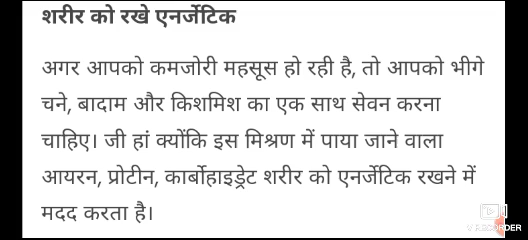 शरीर को रखे एनर्जेटिक
अगर आपको कमजोरी महसूस हो रही है, तो आपको भीगे
चने, बादाम और किशमिश का एक साथ सेवन करना
चाहिए। जी हां क्योंकि इस मिश्रण में पाया जाने वाला
आयरन, प्रोटीन, कार्बोहाइड्रेट शरीर को एनर्जेटिक रखने में
मदद करता है।